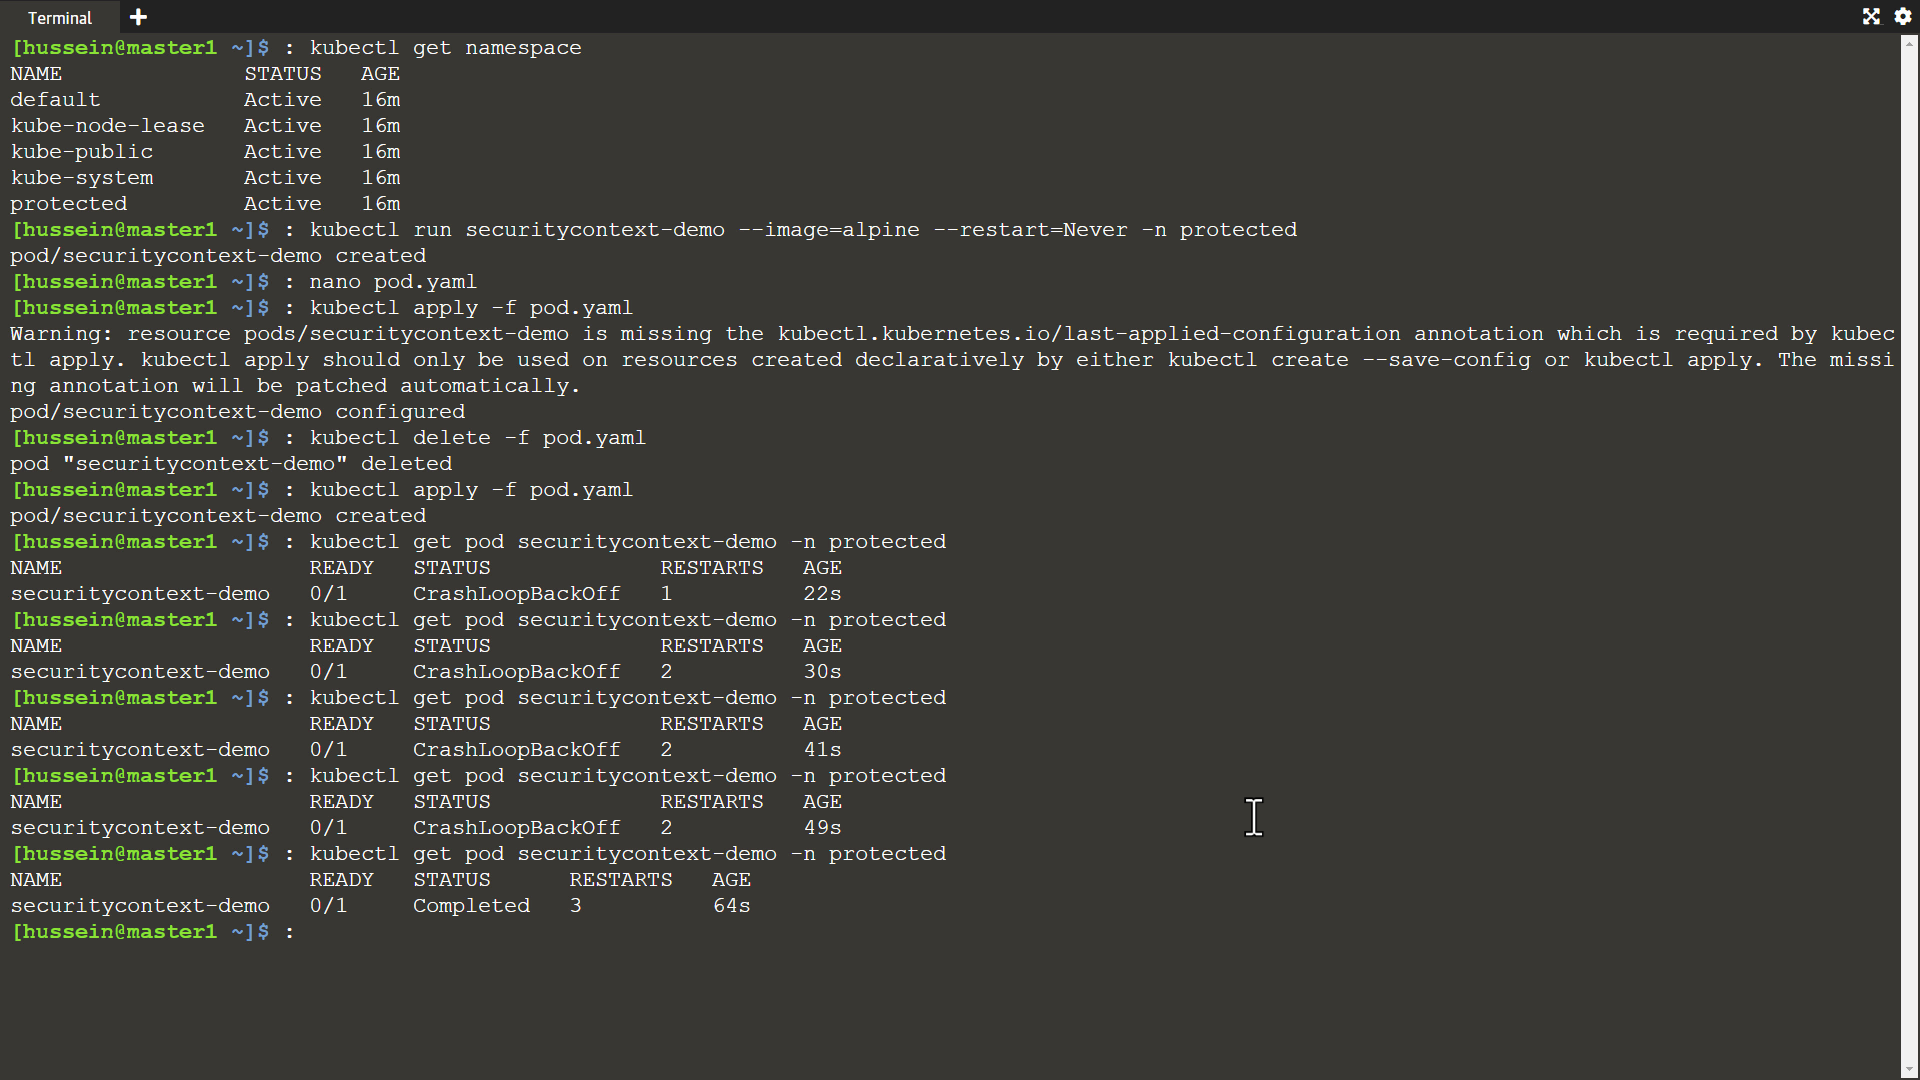 Terminal
[hussein@master1 ~]$ : kubectl get namespace
NAME              STATUS   AGE
default           Active   16m
kube-node-lease   Active   16m
kube-public       Active   16m
kube-system       Active   16m
protected         Active   16m
[hussein@master1 ~]$ : kubectl run securitycontext-demo --image=alpine --restart=Never -n protected
pod/securitycontext-demo created
[hussein@master1 ~]$ : nano pod.yaml
[hussein@master1 ~]$ : kubectl apply -f pod.yaml
Warning: resource pods/securitycontext-demo is missing the kubectl.kubernetes.io/last-applied-configuration annotation which is required by kubec
tl apply. kubectl apply should only be used on resources created declaratively by either kubectl create --save-config or kubectl apply. The missi
ng annotation will be patched automatically.
pod/securitycontext-demo configured
[hussein@master1 ~]$ : kubectl delete -f pod.yaml
pod "securitycontext-demo" deleted
[hussein@master1 ~]$ : kubectl apply -f pod.yaml
pod/securitycontext-demo created
[hussein@master1 ~]$ : kubectl get pod securitycontext-demo -n protected
NAME                   READY   STATUS             RESTARTS   AGE
securitycontext-demo   0/1     CrashLoopBackOff   1          22s
[hussein@master1 ~]$ : kubectl get pod securitycontext-demo -n protected
NAME                   READY   STATUS             RESTARTS   AGE
securitycontext-demo   0/1     CrashLoopBackOff   2          30s
[hussein@master1 ~]$ : kubectl get pod securitycontext-demo -n protected
NAME                   READY   STATUS             RESTARTS   AGE
securitycontext-demo   0/1     CrashLoopBackOff   2          41s
[hussein@master1 ~]$ : kubectl get pod securitycontext-demo -n protected
NAME                   READY   STATUS             RESTARTS   AGE
securitycontext-demo   0/1     CrashLoopBackOff   2          49s
[hussein@master1 ~]$ : kubectl get pod securitycontext-demo -n protected
NAME                   READY   STATUS      RESTARTS   AGE
securitycontext-demo   0/1     Completed   3          64s
[hussein@master1 ~]$ :